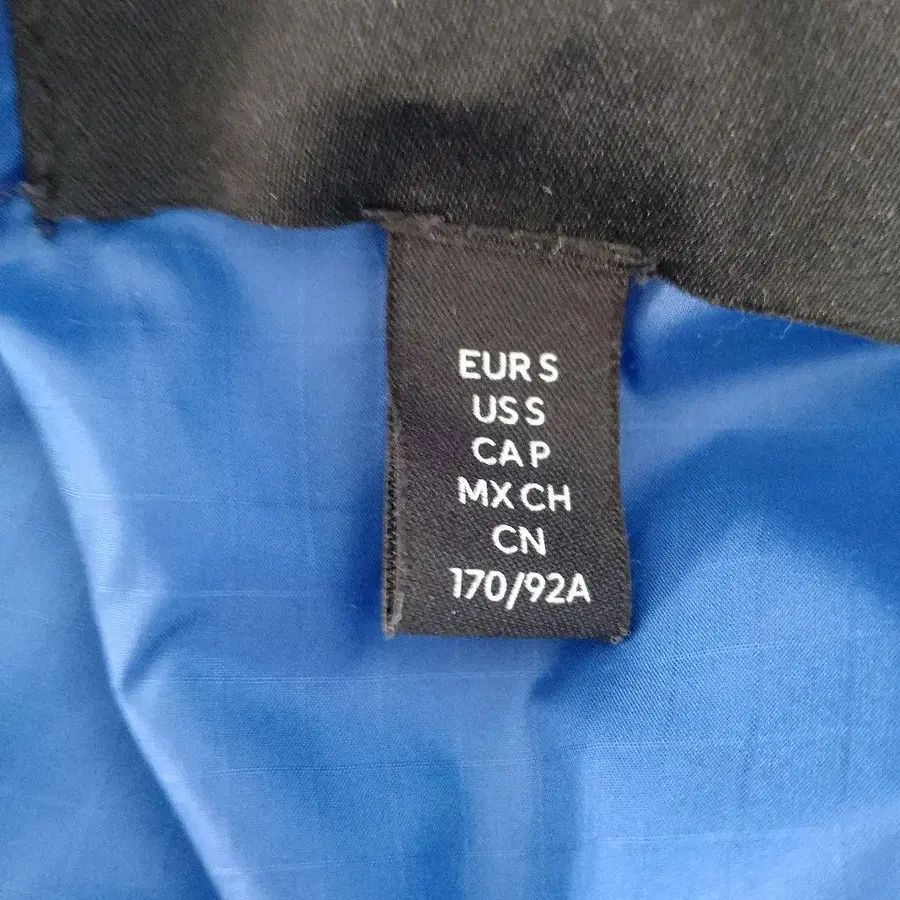 EUR S
US S
CA P
MX CH
CN
170/92A